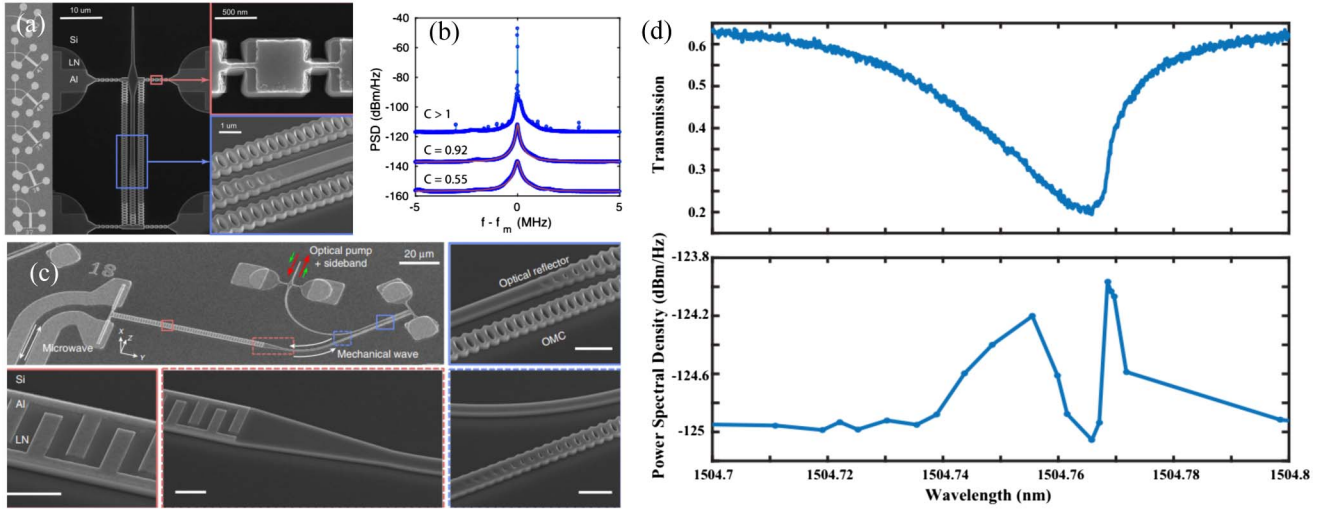 (a)
10 um
Si
LN
Al
500 nm
1 um
(b)
-40
-60
-80
-100
-120
-140
-160
PSD (dBm/Hz)
C > 1
C = 0.92
C = 0.55
-5
0
5
f - fm (MHz)
(c)
18
Optical pump
+ sideband
20 μm
Microwave
X
Z
Y
Mechanical wave
Optical reflector
OMC
Si
Al
LN
(d)
0.6
0.5
0.4
0.3
0.2
Transmission
-123.8
-124.2
-124.6
-125
Power Spectral Density (dBm/Hz)
1504.7
1504.72
1504.74
1504.76
1504.78
1504.8
Wavelength (nm)